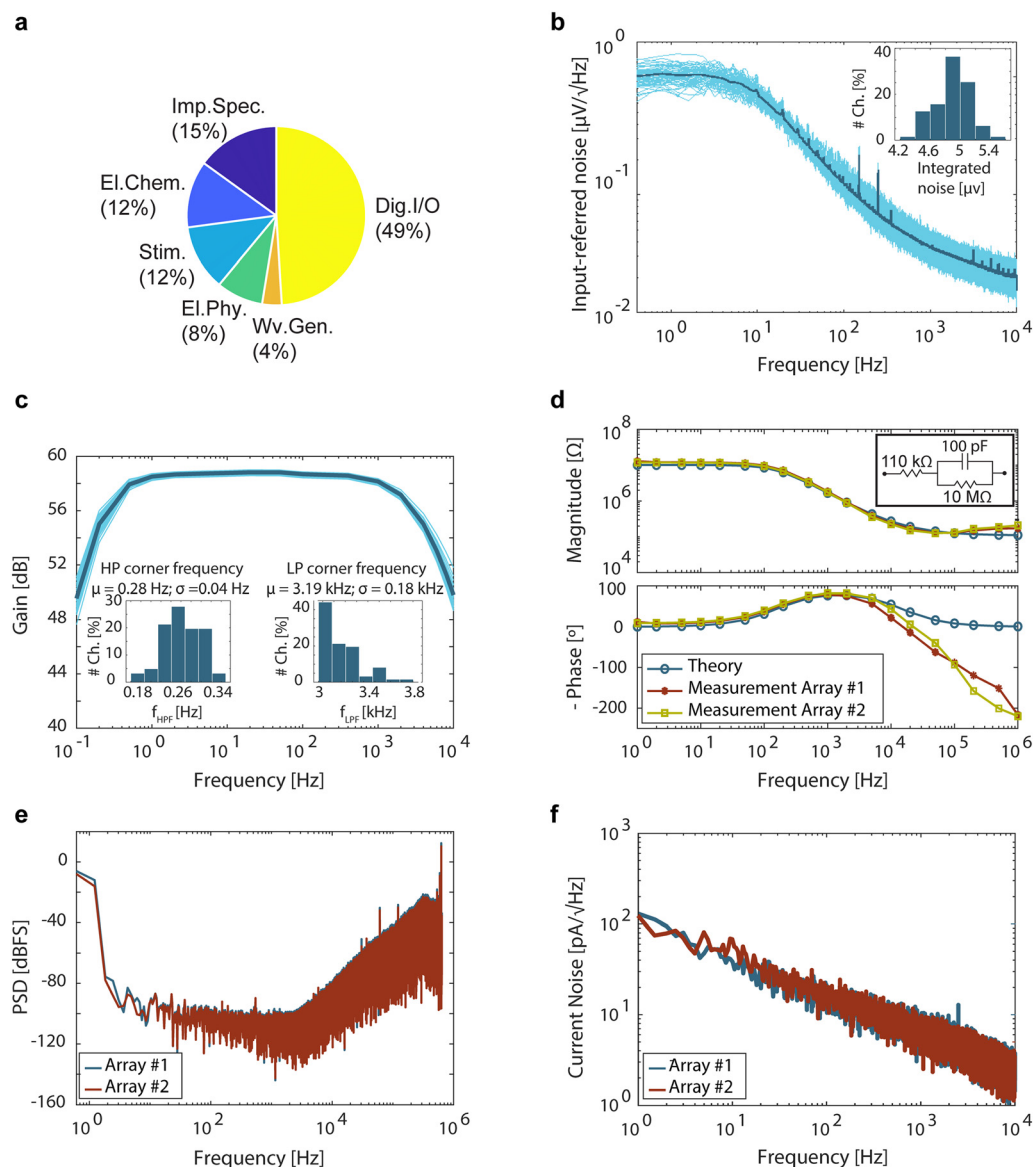 a
Imp.Spec.
(15%)
El.Chem.
(12%)
Stim.
(12%)
El.Phy.
(8%)
Wv.Gen.
(4%)
Dig.I/O
(49%)
b
Input-referred noise [µV/√Hz]
10^0
10^-1
10^-2
10^0 10^1 10^2 10^3 10^4
Frequency [Hz]
# Ch. [%]
40
20
0
4.2 4.6 5 5.4
Integrated
noise [µv]
c
Gain [dB]
60
56
52
48
44
40
10^-1 10^0 10^1 10^2 10^3 10^4
Frequency [Hz]
HP corner frequency
µ = 0.28 Hz; σ =0.04 Hz
# Ch. [%]
30
20
10
0
0.18 0.26 0.34
f_HPF [Hz]
LP corner frequency
µ = 3.19 kHz; σ = 0.18 kHz
# Ch. [%]
40
20
0
3 3.4 3.8
f_LPF [kHz]
d
Magnitude [Ω]
10^8
10^6
10^4
110 kΩ
100 pF
10 MΩ
- Phase [º]
100
0
-100
-200
Theory
Measurement Array #1
Measurement Array #2
10^0 10^1 10^2 10^3 10^4 10^5 10^6
Frequency [Hz]
e
PSD [dBFS]
0
-40
-80
-120
-160
Array #1
Array #2
10^0 10^2 10^4 10^6
Frequency [Hz]
f
Current Noise [pA/√Hz]
10^3
10^2
10^1
10^0
Array #1
Array #2
10^0 10^1 10^2 10^3 10^4
Frequency [Hz]